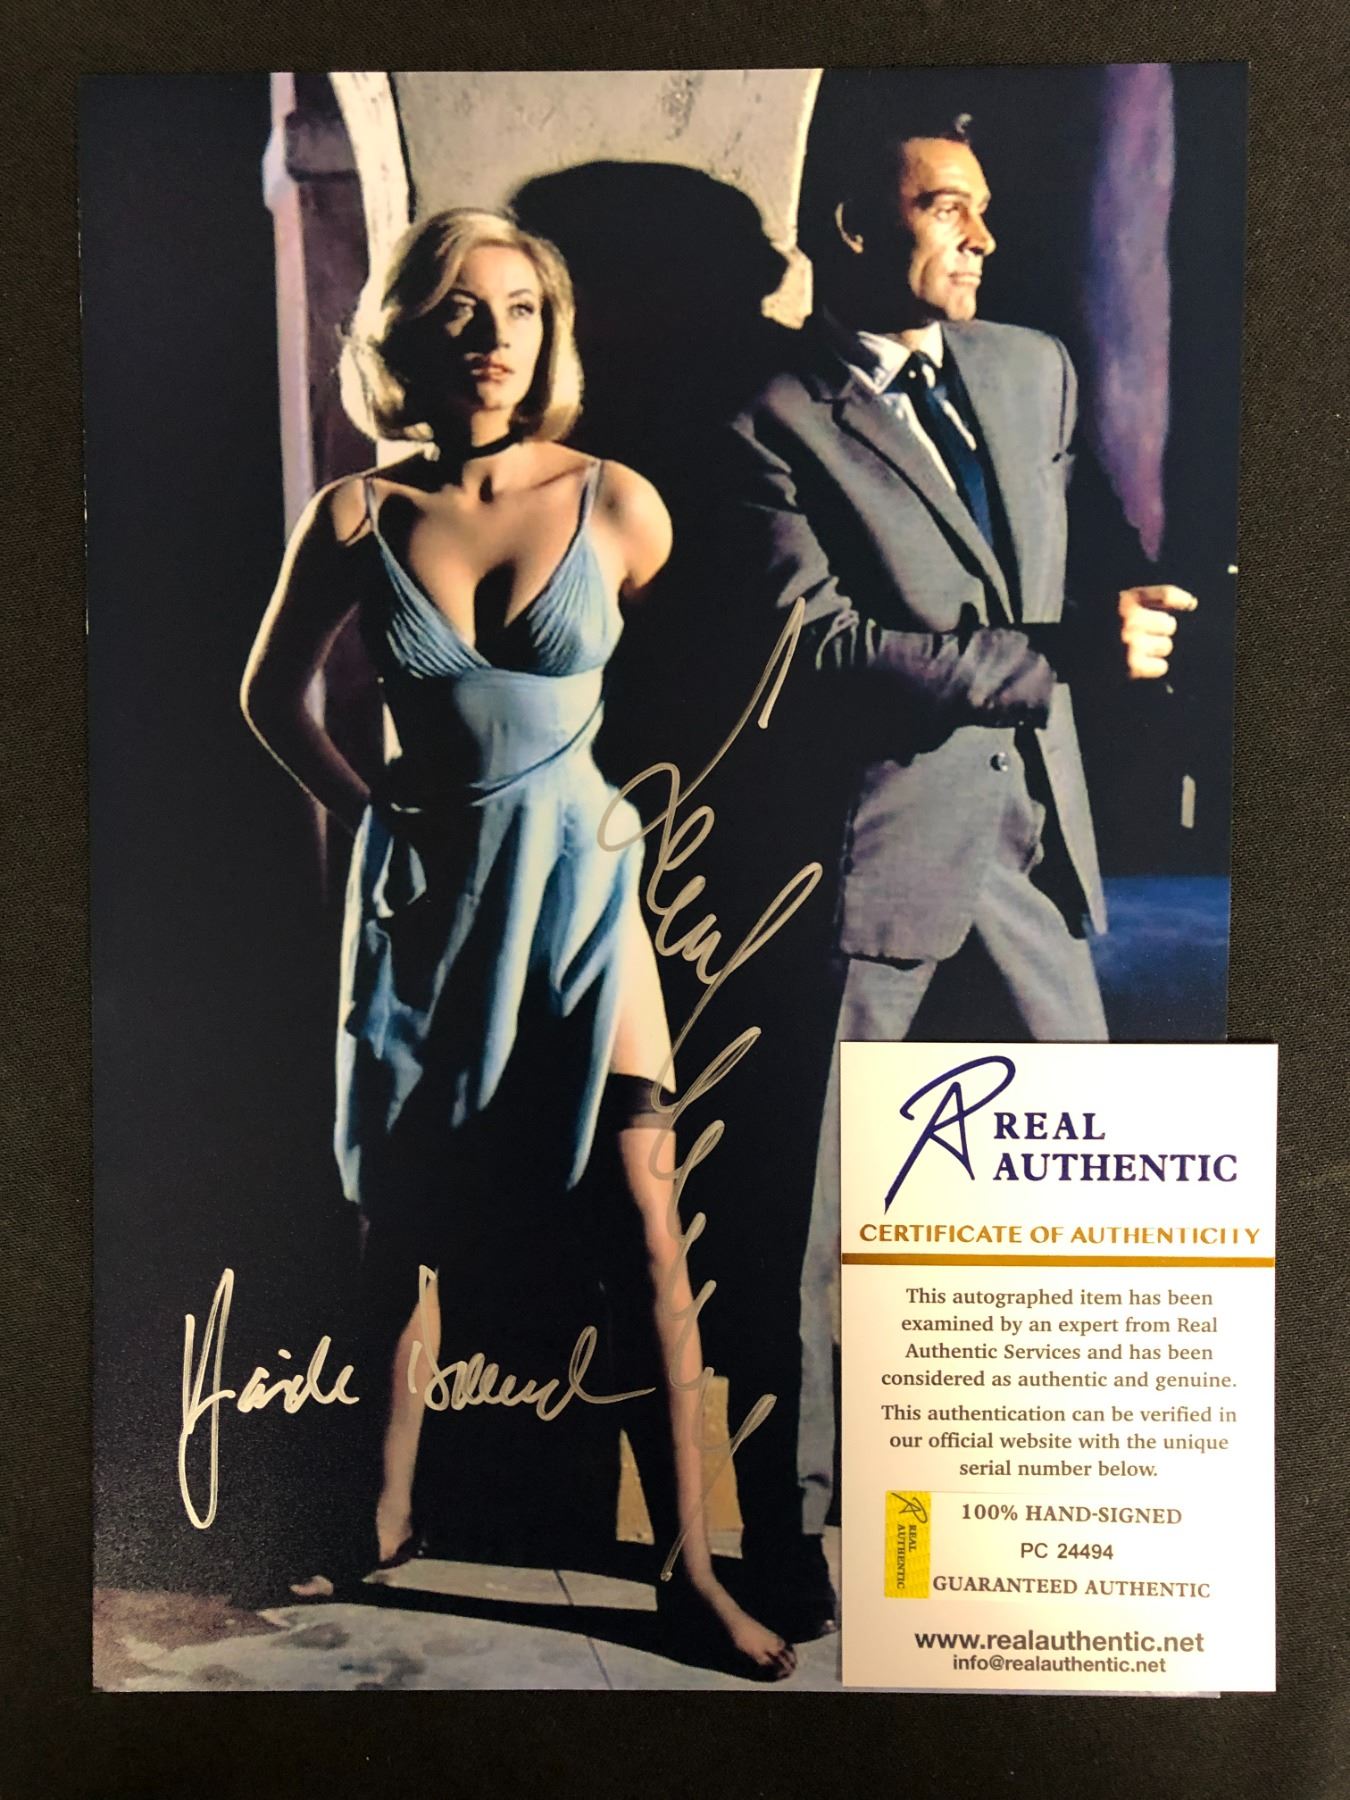 REAL
AUTHENTIC
CERTIFICATE OF AUTHENTICITY
This autographed item has been
examined by an expert from Real
Authentic Services and has been
considered as authentic and genuine.
This authentication can be verified in
our official website with the unique
serial number below.
REAL
AUTHENTIC
100% HAND-SIGNED
PC 24494
GUARANTEED AUTHENTIC
www.realauthentic.net
info@realauthentic.net